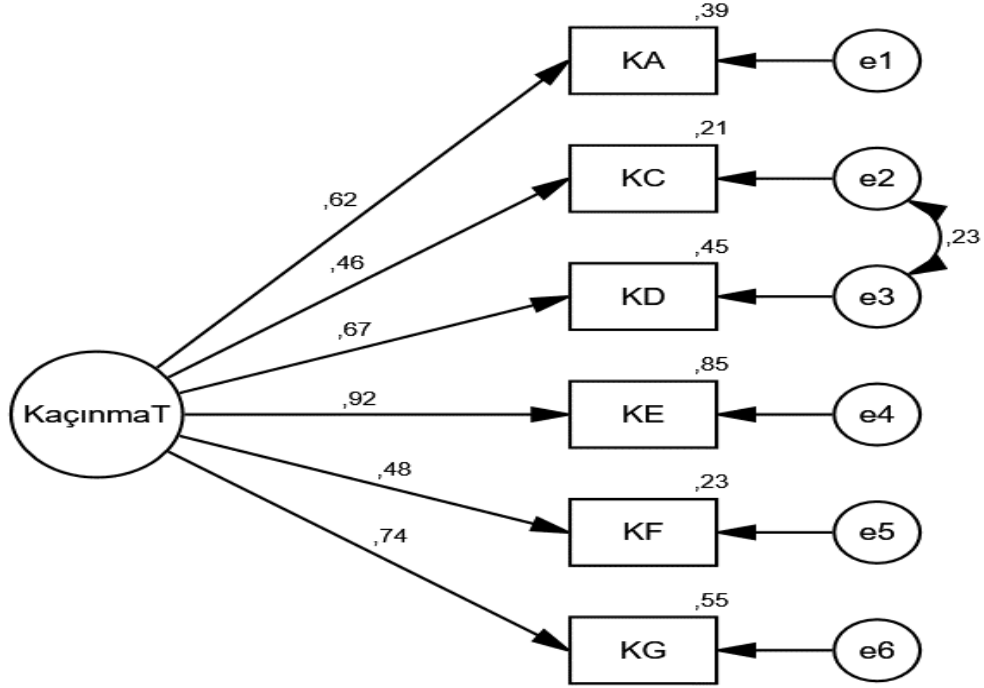 ,39
KA
e1
,62
,21
KC
e2
,46
,23
,45
KD
e3
,67
,85
KE
e4
,92
KaçınmaT
,48
,23
KF
e5
,74
,55
KG
e6